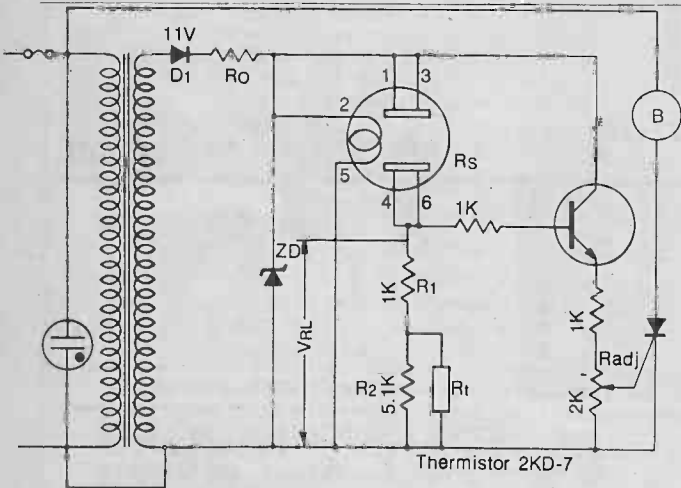 11V
D1
RO
1
3
2
5
RS
4
6
B
1K
ZD
VRL
R1
1K
R2
5.1K
Rt
1K
Radj
2K
Thermistor 2KD-7